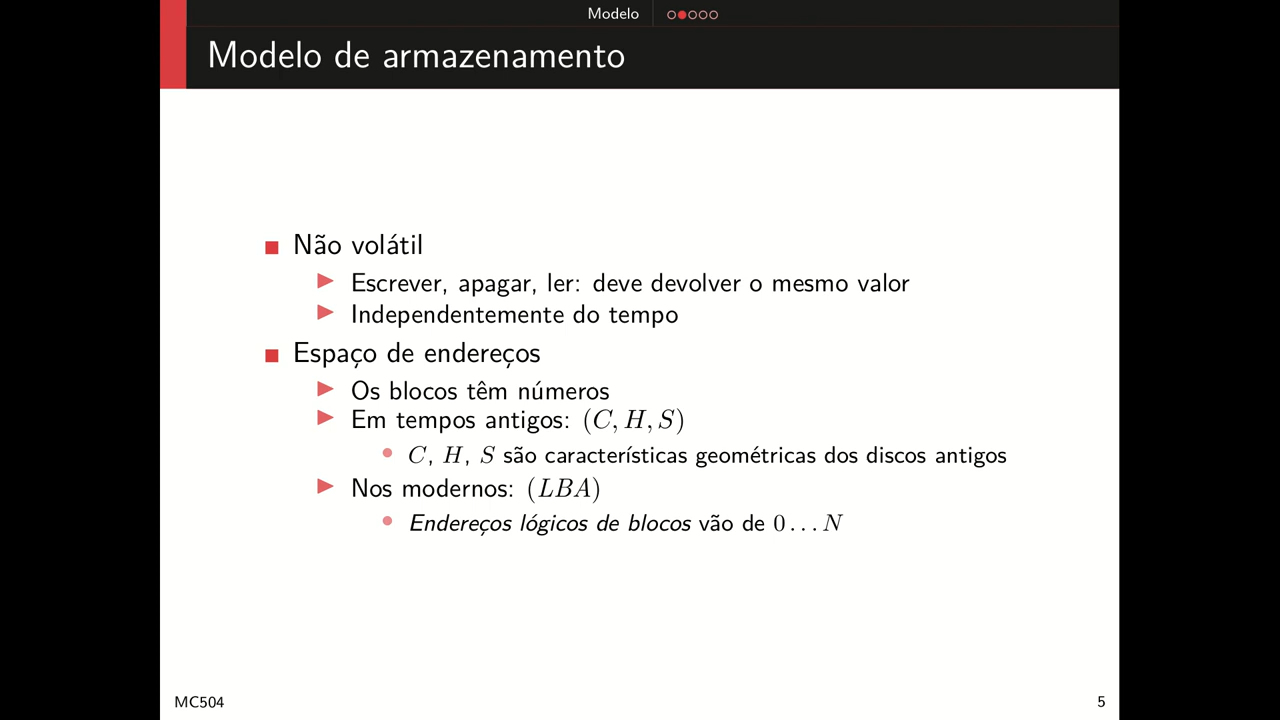 Modelo
Modelo de armazenamento
Não volátil
Escrever, apagar, ler: deve devolver o mesmo valor
Independentemente do tempo
Espaço de endereços
Os blocos têm números
Em tempos antigos: (C, H, S)
C, H, S são características geométricas dos discos antigos
Nos modernos: (LBA)
Endereços lógicos de blocos vão de 0...N
MC504
5